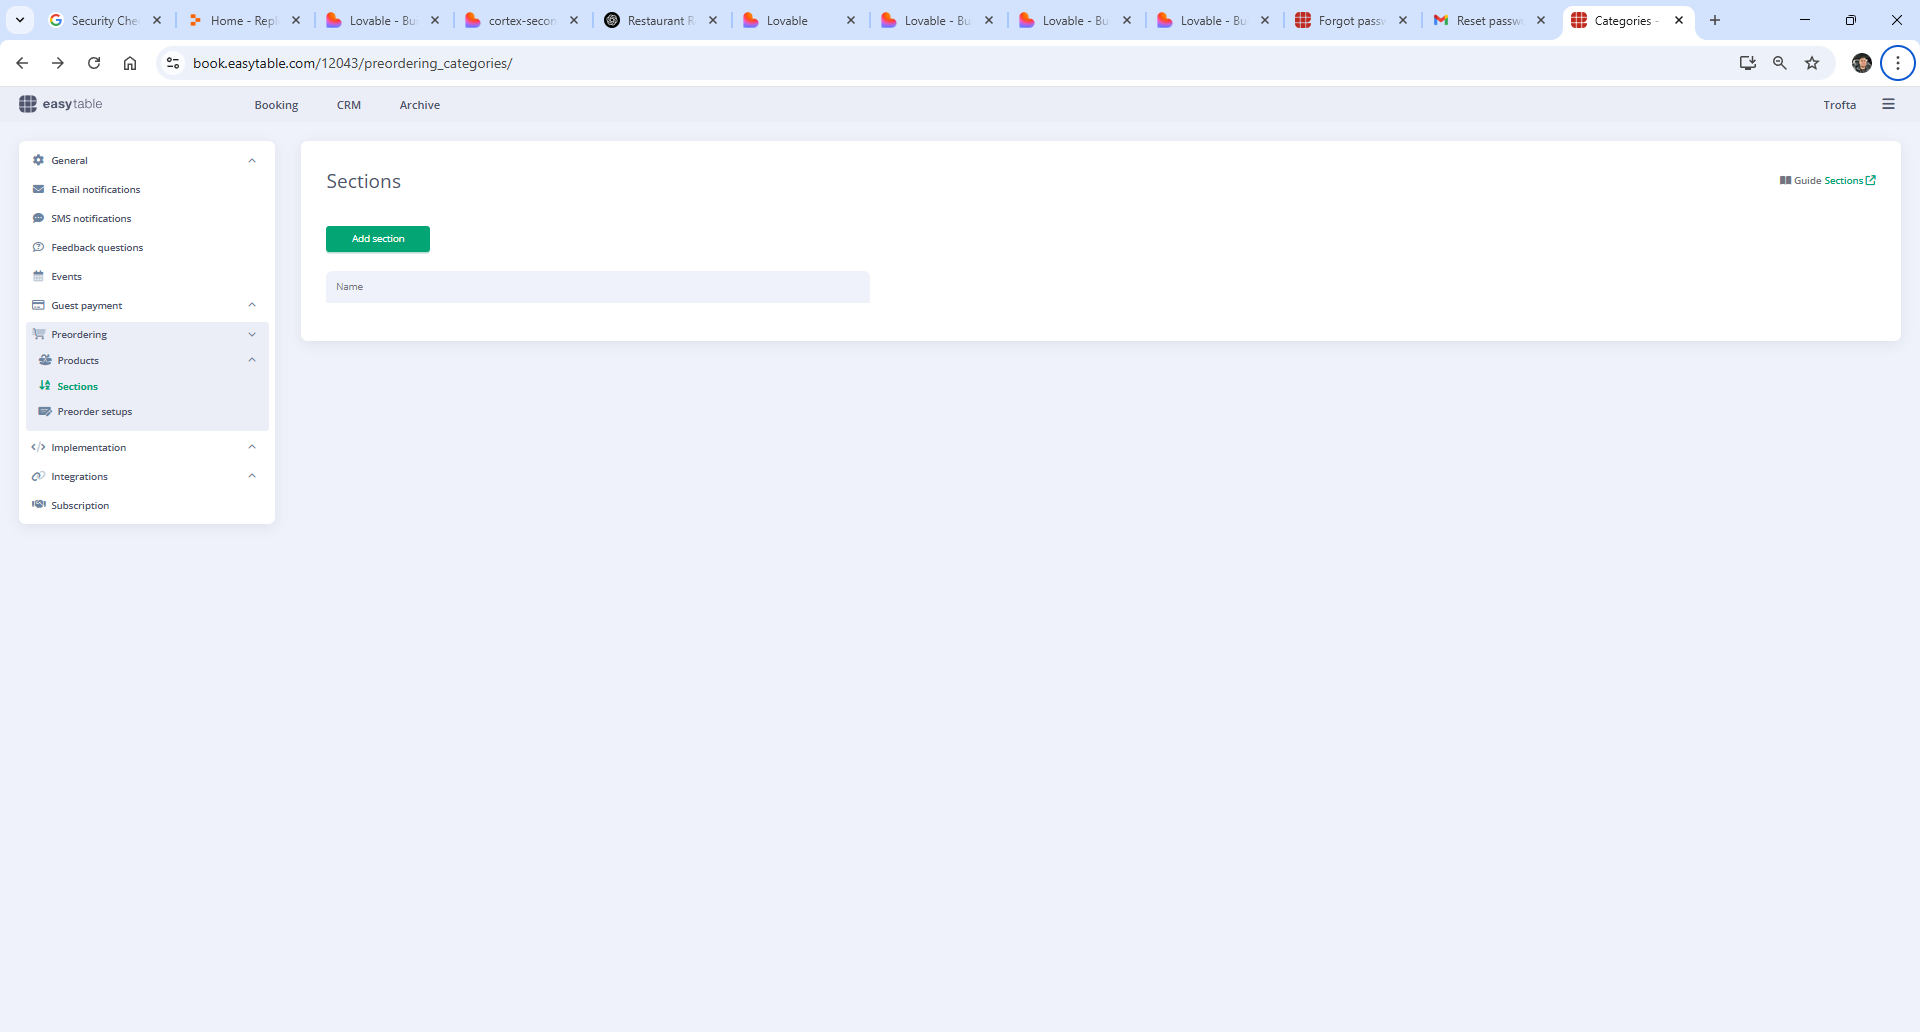 Security Che
Home - Repl
Lovable - Bu
cortex-secon
Restaurant R
Lovable
Lovable - Bu
Lovable - Bu
Lovable - Bu
Forgot passw
Reset passw
Categories -
book.easytable.com/12043/preordering_categories/
easytable
Booking
CRM
Archive
Trofta
General
E-mail notifications
SMS notifications
Feedback questions
Events
Guest payment
Preordering
Products
Sections
Preorder setups
Implementation
Integrations
Subscription
Sections
Guide Sections
Add section
Name